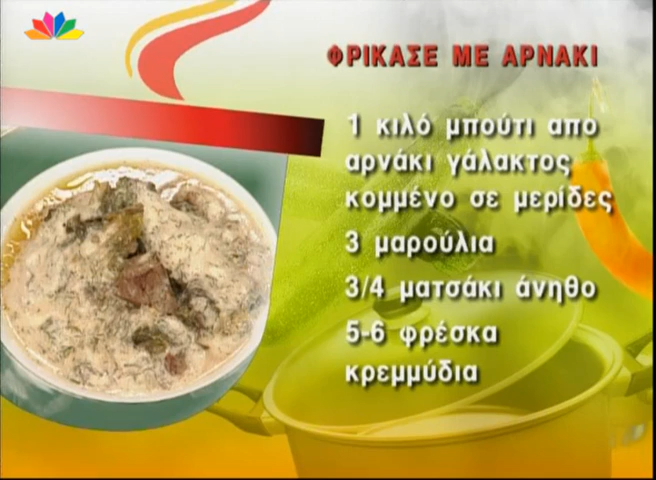 ΦΡΙΚΑΣΕ ΜΕ ΑΡΝΑΚΙ
1 κιλό μπούτι απο
αρνάκι γάλακτος
κομμένο σε μερίδες
3 μαρούλια
3/4 ματσάκι άνηθο
5-6 φρέσκα
κρεμμύδια